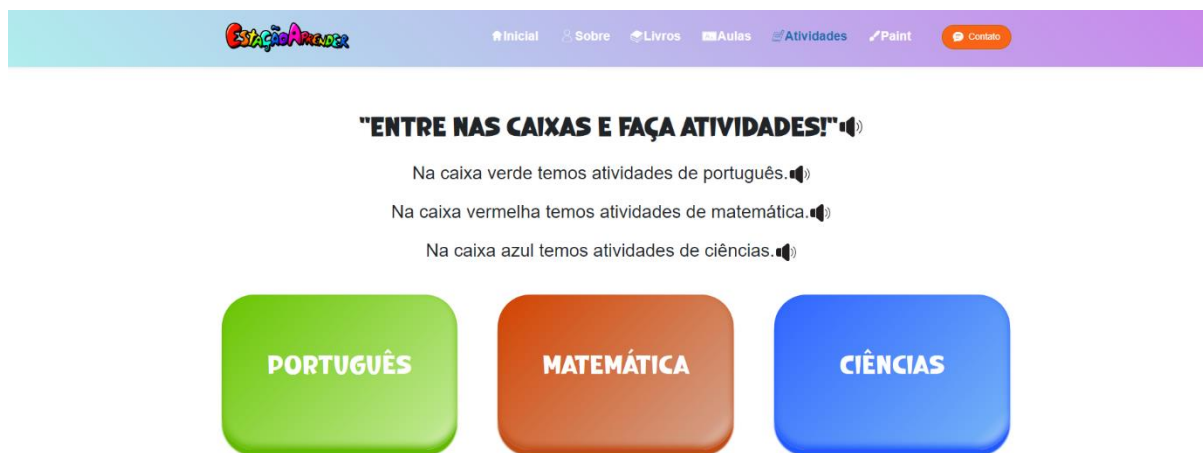 EstaçãoAprender Inicial Sobre Livros Aulas Atividades Paint Contato
"ENTRE NAS CAIXAS E FAÇA ATIVIDADES!"
Na caixa verde temos atividades de português.
Na caixa vermelha temos atividades de matemática.
Na caixa azul temos atividades de ciências.
PORTUGUÊS MATEMÁTICA CIÊNCIAS